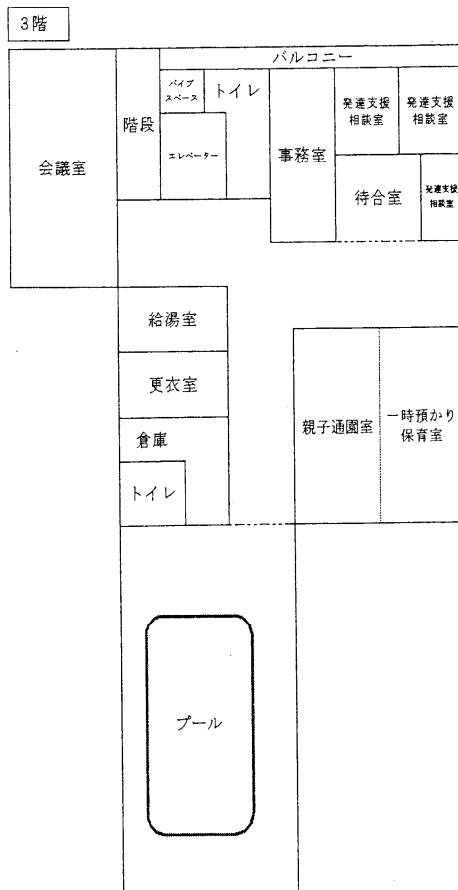 3階
バルコニー
会議室
階段
パイプ
スペース
トイレ
エレベーター
事務室
発達支援
相談室
発達支援
相談室
待合室
発達支援
相談室
給湯室
更衣室
倉庫
トイレ
親子通園室
一時預かり
保育室
プール